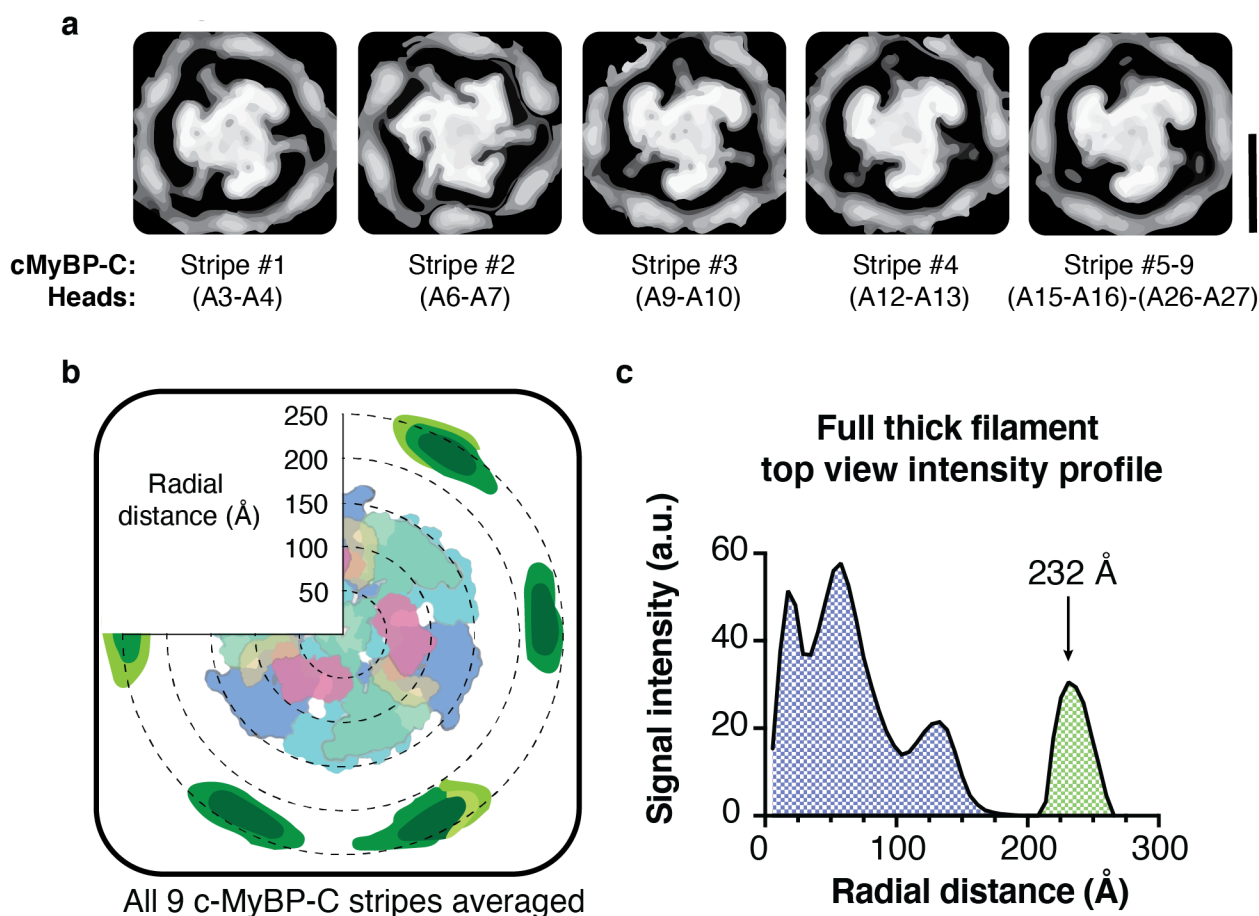 a
cMyBP-C: Stripe #1 Stripe #2 Stripe #3 Stripe #4 Stripe #5-9
Heads: (A3-A4) (A6-A7) (A9-A10) (A12-A13) (A15-A16)-(A26-A27)
b
250
200
150
100
50
Radial
distance (Å)
All 9 c-MyBP-C stripes averaged
c
Full thick filament
top view intensity profile
Signal intensity (a.u.)
60
40
20
0
232 Å
0 100 200 300
Radial distance (Å)